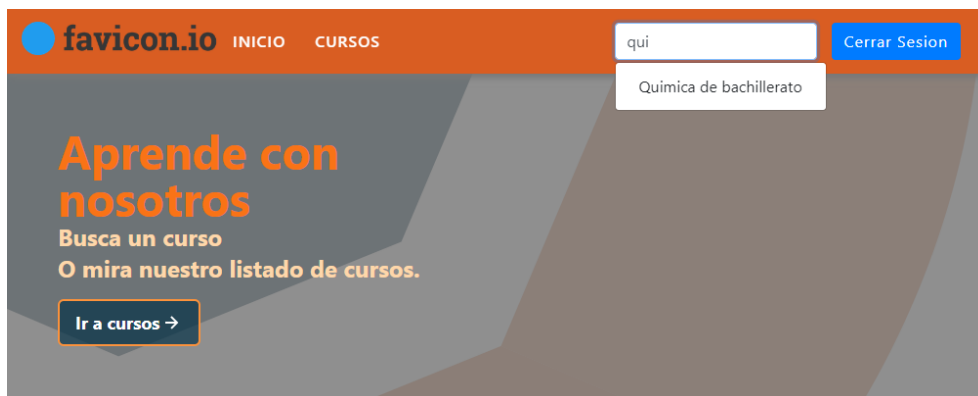 favicon.io INICIO CURSOS qui Cerrar Sesion
Quimica de bachillerato
Aprende con
nosotros
Busca un curso
O mira nuestro listado de cursos.
Ir a cursos →